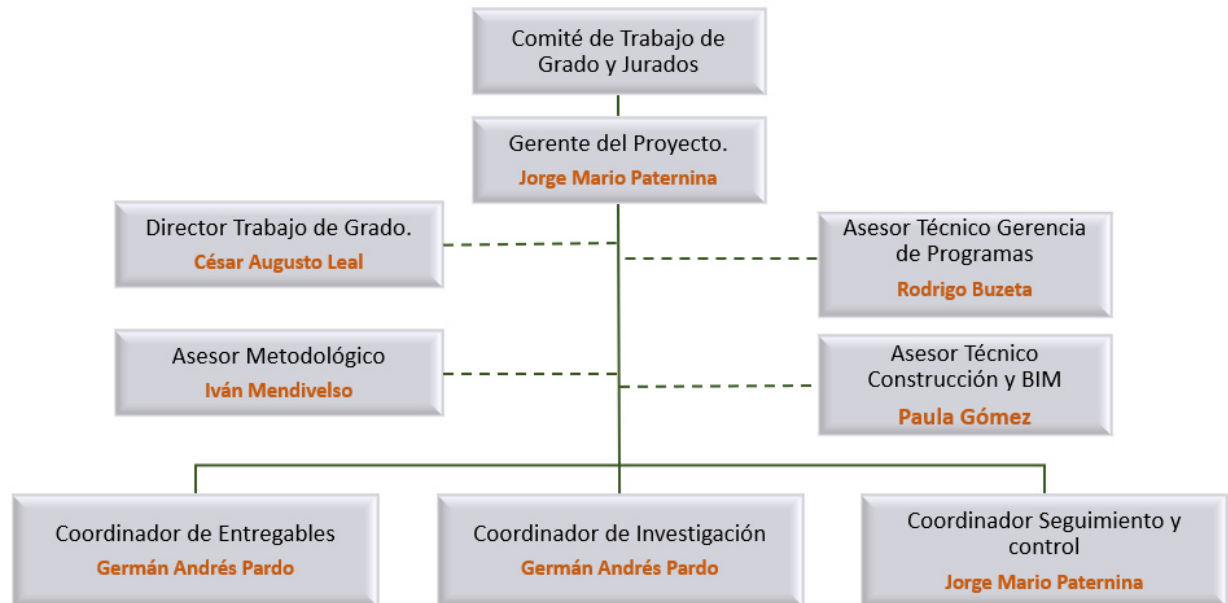 Comité de Trabajo de
Grado y Jurados
Gerente del Proyecto.
Jorge Mario Paternina
Director Trabajo de Grado.
César Augusto Leal
Asesor Técnico Gerencia
de Programas
Rodrigo Buzeta
Asesor Metodológico
Iván Mendivelso
Asesor Técnico
Construcción y BIM
Paula Gómez
Coordinador de Entregables
Germán Andrés Pardo
Coordinador de Investigación
Germán Andrés Pardo
Coordinador Seguimiento y
control
Jorge Mario Paternina